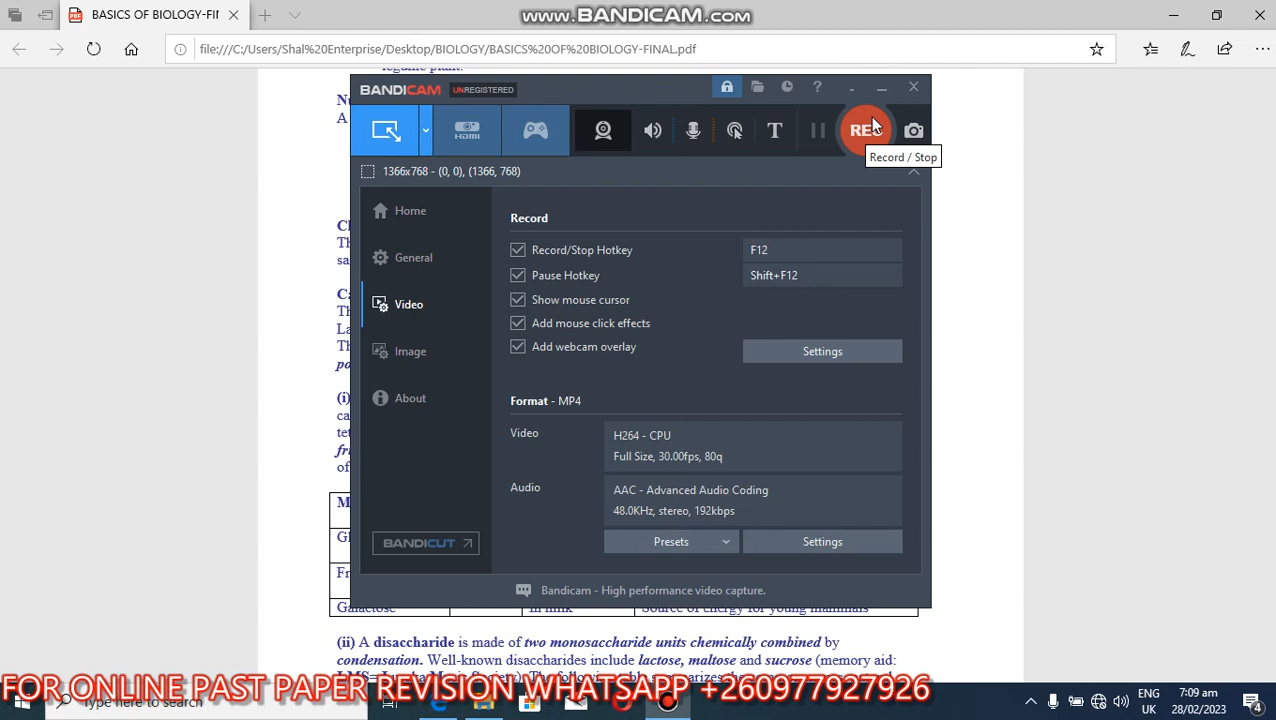 BASICS OF BIOLOGY-FIN
www.BANDICAM.com
file:///C:/Users/Shal%20Enterprise/Desktop/BIOLOGY/BASICS%20OF%20BIOLOGY-FINAL.pdf
BANDICAM UNREGISTERED
HDMI
REC
Record / Stop
1366x768 - (0, 0), (1366, 768)
Home
General
Video
Image
About
BANDICUT
Record
Record/Stop Hotkey F12
Pause Hotkey Shift+F12
Show mouse cursor
Add mouse click effects
Add webcam overlay Settings
Format - MP4
Video H264 - CPU
Full Size, 30.00fps, 80q
Audio AAC - Advanced Audio Coding
48.0KHz, stereo, 192kbps
Presets Settings
Bandicam - High performance video capture.
Galactose In milk Source of energy for young mammals
(ii) A disaccharide is made of two monosaccharide units chemically combined by
condensation. Well-known disaccharides include lactose, maltose and sucrose (memory aid:
FOR ONLINE PAST PAPER REVISION WHATSAPP +260977927926
Type here to search
ENG
UK
7:09 am
28/02/2023
4